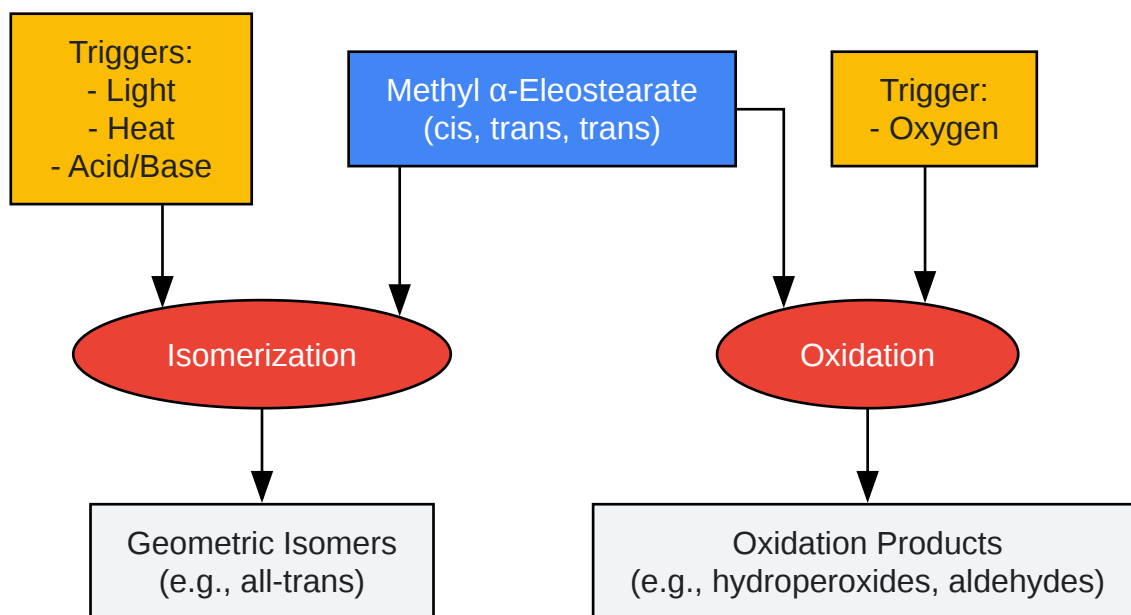 Triggers:
- Light
- Heat
- Acid/Base
Methyl α-Eleostearate
(cis, trans, trans)
Trigger:
- Oxygen
Isomerization
Oxidation
Geometric Isomers
(e.g., all-trans)
Oxidation Products
(e.g., hydroperoxides, aldehydes)